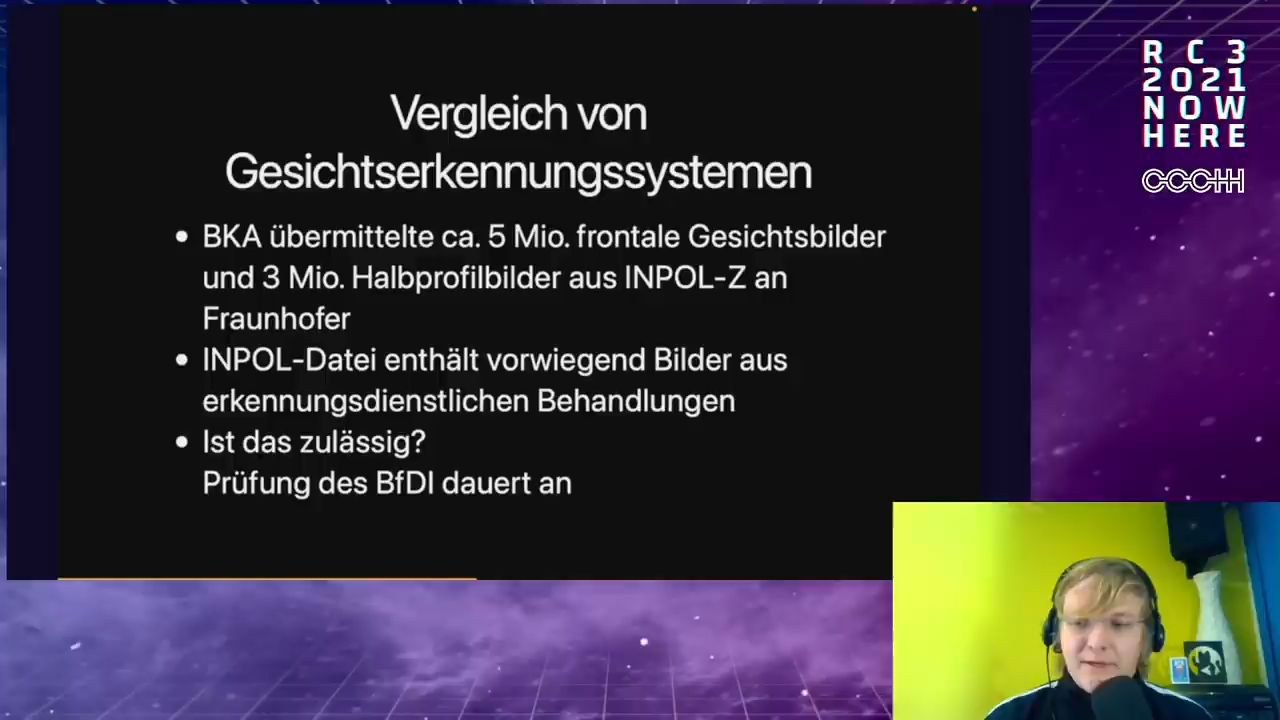 Vergleich von
Gesichtserkennungssystemen
• BKA übermittelte ca. 5 Mio. frontale Gesichtsbilder
und 3 Mio. Halbprofilbilder aus INPOL-Z an
Fraunhofer
• INPOL-Datei enthält vorwiegend Bilder aus
erkennungsdienstlichen Behandlungen
• Ist das zulässig?
Prüfung des BfDI dauert an
RC3
2021
NOW
HERE
CCCHH